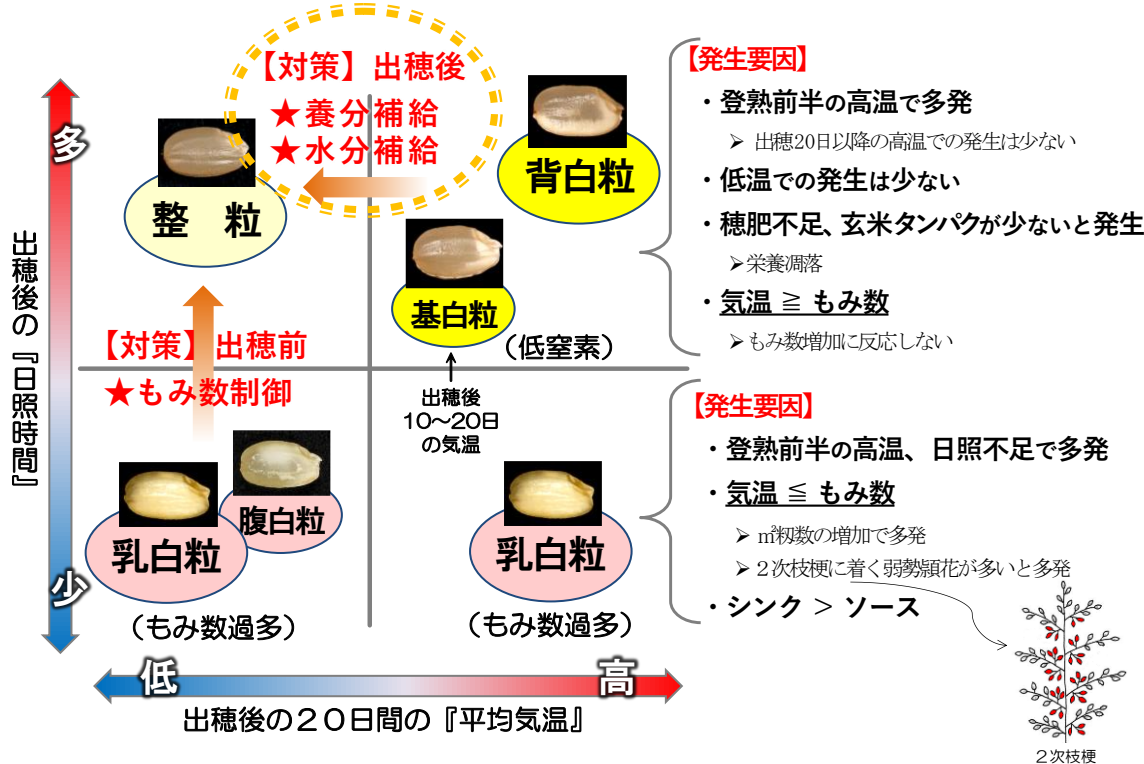 【対策】出穂後
★養分補給
★水分補給
多
整　粒
背白粒
基白粒
(低窒素)
出穂後の『日照時間』
【対策】出穂前
★もみ数制御
出穂後
10～20日
の気温
腹白粒
乳白粒
乳白粒
少
(もみ数過多)
(もみ数過多)
低
高
出穂後の２０日間の『平均気温』
【発生要因】
・登熟前半の高温で多発
➢ 出穂20日以降の高温での発生は少ない
・低温での発生は少ない
・穂肥不足、玄米タンパクが少ないと発生
➢栄養凋落
・気温 ≧ もみ数
➢もみ数増加に反応しない
【発生要因】
・登熟前半の高温、日照不足で多発
・気温 ≦ もみ数
➢ ㎡籾数の増加で多発
➢２次枝梗に着く弱勢頴花が多いと多発
・シンク > ソース
２次枝梗